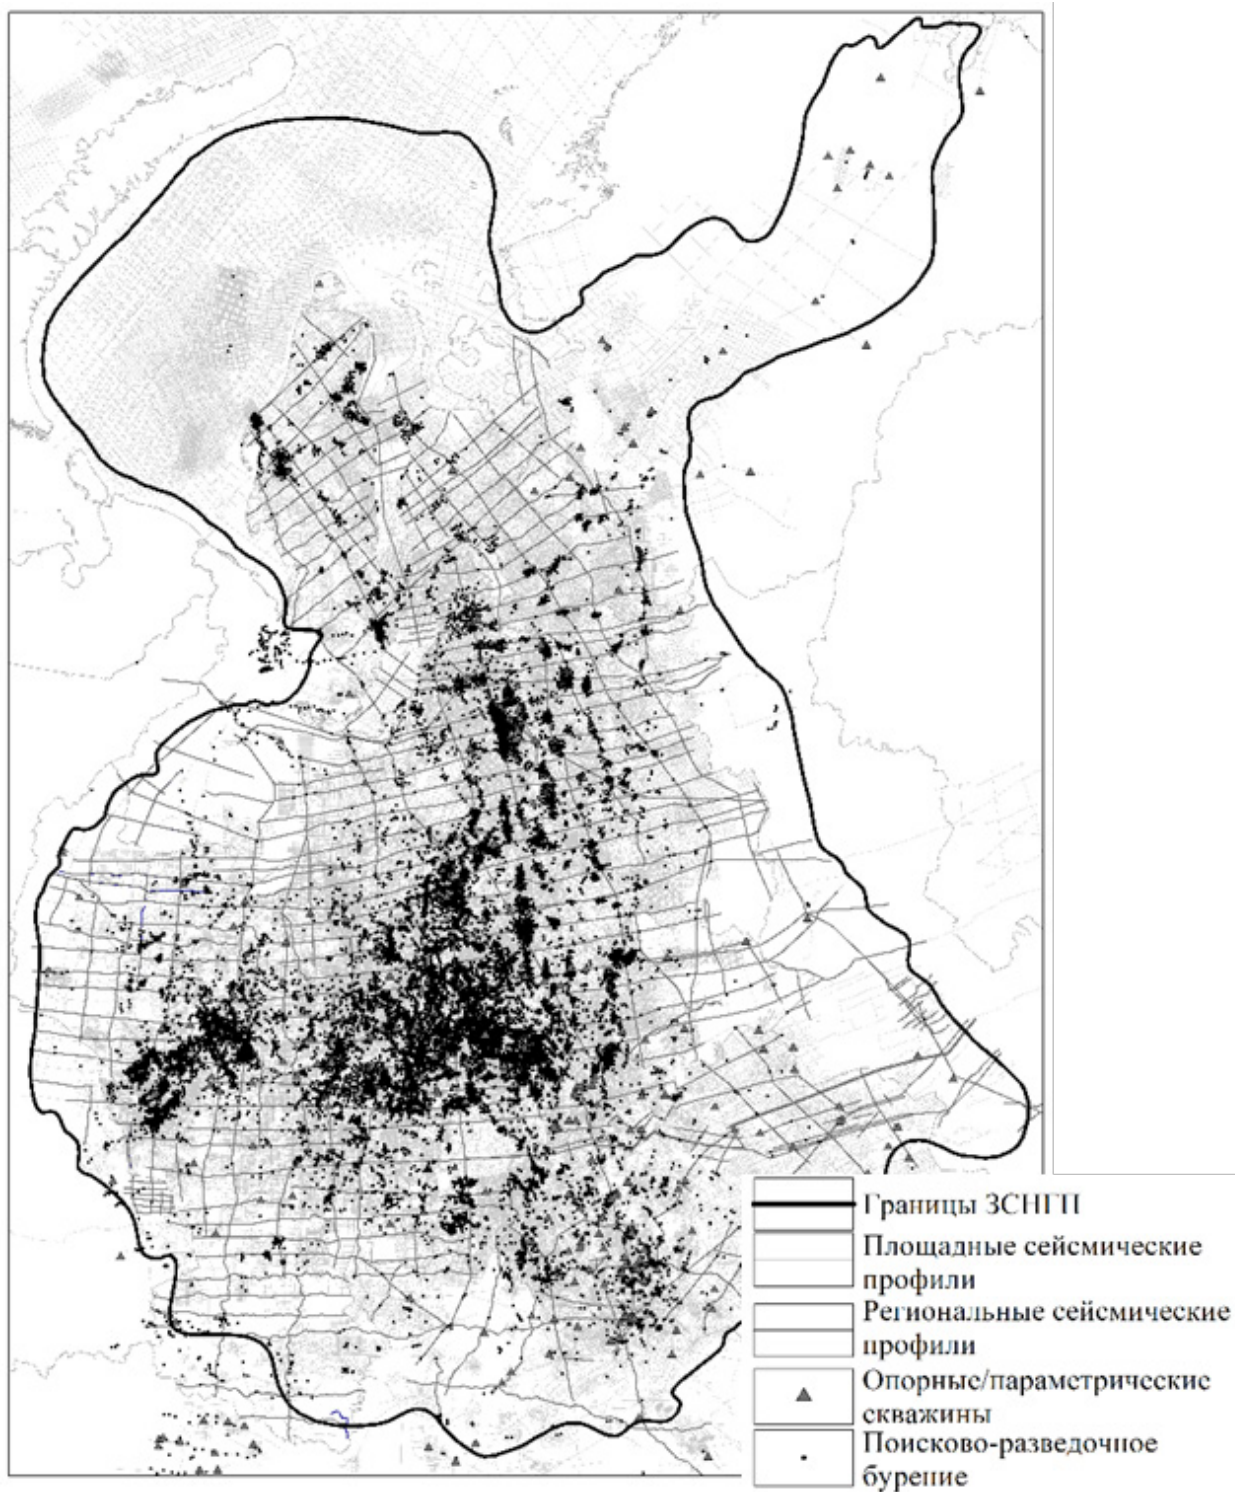 Границы ЗСНГП
Площадные сейсмические
профили
Региональные сейсмические
профили
Опорные/параметрические
скважины
Поисково-разведочное
бурение